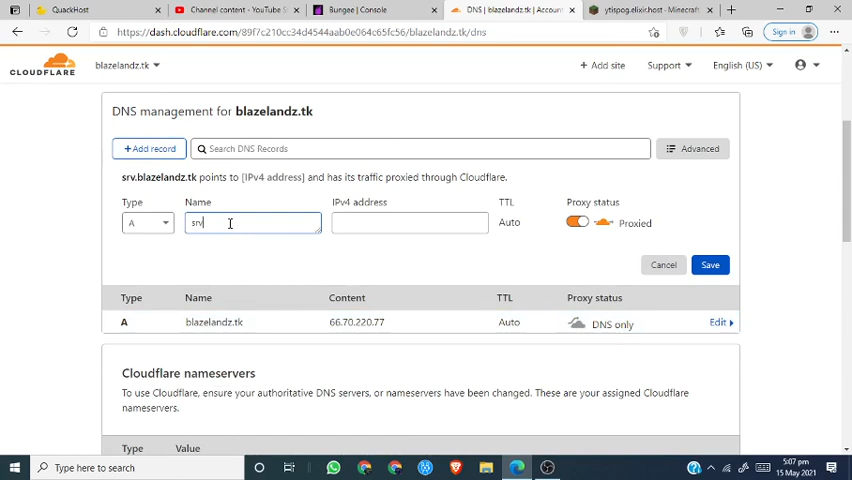 QuackHost
Channel content - YouTube S
Bungee | Console
DNS | blazelandz.tk | Account
ytispog.elixir.host - Minecraft
https://dash.cloudflare.com/89f7c210cc34d4544aab0e064c65fc56/blazelandz.tk/dns
Sign in
CLOUDFLARE
blazelandz.tk
+ Add site
Support
English (US)
DNS management for blazelandz.tk
+Add record
Search DNS Records
Advanced
srv.blazelandz.tk points to [IPv4 address] and has its traffic proxied through Cloudflare.
Type Name IPv4 address TTL Proxy status
A srv Auto Proxied
Cancel Save
Type Name Content TTL Proxy status
A blazelandz.tk 66.70.220.77 Auto DNS only Edit
Cloudflare nameservers
To use Cloudflare, ensure your authoritative DNS servers, or nameservers have been changed. These are your assigned Cloudflare
nameservers.
Type Value
Type here to search
5:07 pm
15 May 2021